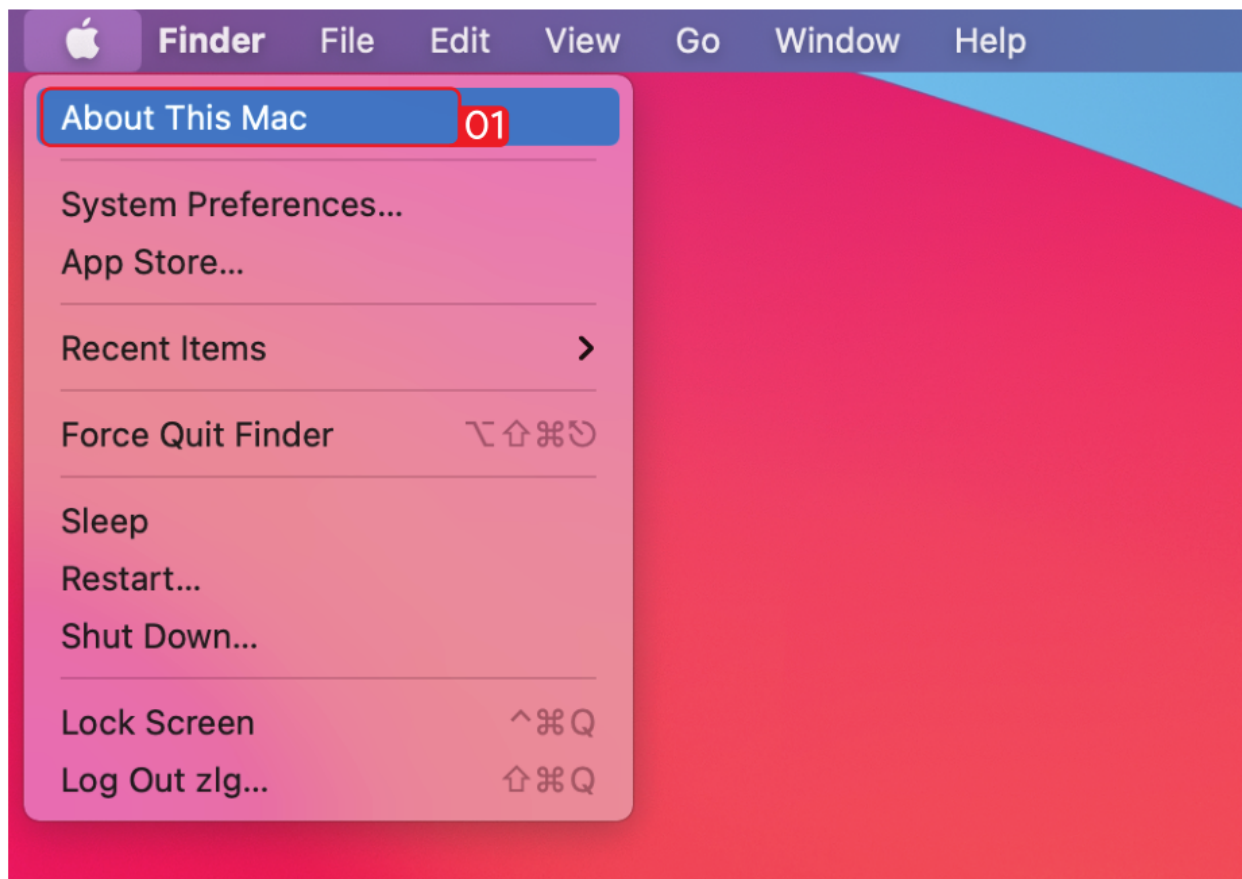 Finder File Edit View Go Window Help
About This Mac 01
System Preferences...
App Store...
Recent Items
Force Quit Finder ⌥⇧⌘⎋
Sleep
Restart...
Shut Down...
Lock Screen ^⌘Q
Log Out zlg... ⇧⌘Q